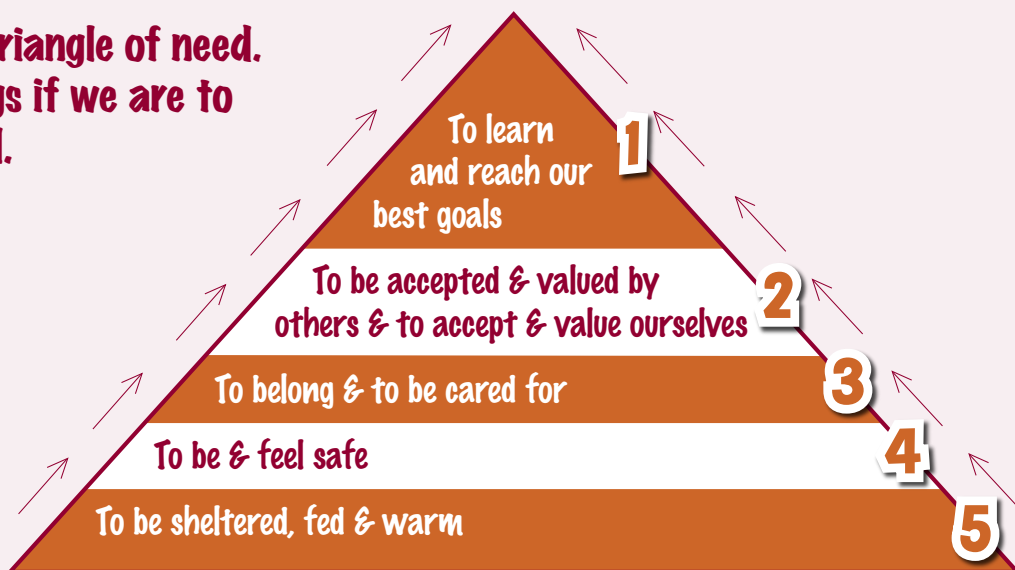 riangle of need.
gs if we are to
.
To learn
and reach our
best goals
1
To be accepted & valued by
others & to accept & value ourselves
2
To belong & to be cared for
3
To be & feel safe
4
To be sheltered, fed & warm
5